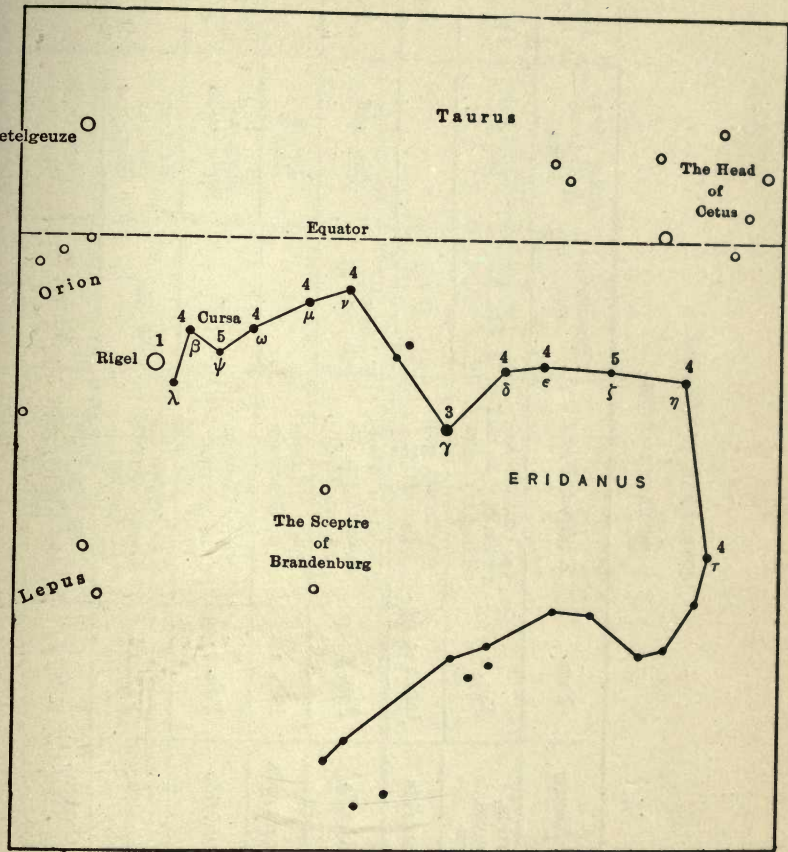 etelgeuze
Taurus
The Head
of
Cetus
Equator
Orion
4 Cursa 4 4 4
1 β 5 ω μ ν
Rigel ψ
λ
4 4 5 4
δ ε ζ η
3
γ
ERIDANUS
The Sceptre
of
Brandenburg
4
τ
Lepus